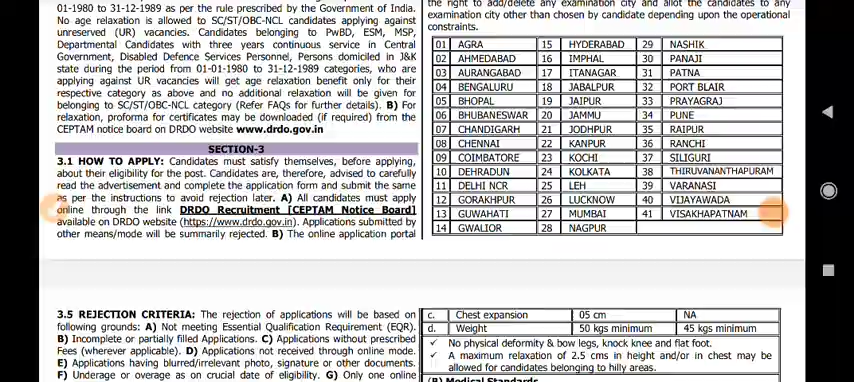 01-1980 to 31-12-1989 as per the rule prescribed by the Government of India.
No age relaxation is allowed to SC/ST/OBC-NCL candidates applying against
unreserved (UR) vacancies. Candidates belonging to PwBD, ESM, MSP,
Departmental Candidates with three years continuous service in Central
Government, Disabled Defence Services Personnel, Persons domiciled in J&K
state during the period from 01-01-1980 to 31-12-1989 categories, who are
applying against UR vacancies will get age relaxation benefit only for their
respective category as above and no additional relaxation will be given for
belonging to SC/ST/OBC-NCL category (Refer FAQs for further details). B) For
relaxation, proforma for certificates may be downloaded (if required) from the
CEPTAM notice board on DRDO website www.drdo.gov.in
SECTION-3
3.1 HOW TO APPLY: Candidates must satisfy themselves, before applying,
about their eligibility for the post. Candidates are, therefore, advised to carefully
read the advertisement and complete the application form and submit the same
as per the instructions to avoid rejection later. A) All candidates must apply
online through the link DRDO Recruitment [CEPTAM Notice Board]
available on DRDO website (https://www.drdo.gov.in). Applications submitted by
other means/mode will be summarily rejected. B) The online application portal
the right to add/delete any examination city and allot the candidates to any
examination city other than chosen by candidate depending upon the operational
constraints.
01 AGRA 15 HYDERABAD 29 NASHIK
02 AHMEDABAD 16 IMPHAL 30 PANAJI
03 AURANGABAD 17 ITANAGAR 31 PATNA
04 BENGALURU 18 JABALPUR 32 PORT BLAIR
05 BHOPAL 19 JAIPUR 33 PRAYAGRAJ
06 BHUBANESWAR 20 JAMMU 34 PUNE
07 CHANDIGARH 21 JODHPUR 35 RAIPUR
08 CHENNAI 22 KANPUR 36 RANCHI
09 COIMBATORE 23 KOCHI 37 SILIGURI
10 DEHRADUN 24 KOLKATA 38 THIRUVANANTHAPURAM
11 DELHI NCR 25 LEH 39 VARANASI
12 GORAKHPUR 26 LUCKNOW 40 VIJAYAWADA
13 GUWAHATI 27 MUMBAI 41 VISAKHAPATNAM
14 GWALIOR 28 NAGPUR
3.5 REJECTION CRITERIA: The rejection of applications will be based on
following grounds: A) Not meeting Essential Qualification Requirement (EQR).
B) Incomplete or partially filled Applications. C) Applications without prescribed
Fees (wherever applicable). D) Applications not received through online mode.
E) Applications having blurred/irrelevant photo, signature or other documents.
F) Underage or overage as on crucial date of eligibility. G) Only one online
c. Chest expansion 05 cm NA
d. Weight 50 kgs minimum 45 kgs minimum
✓ No physical deformity & bow legs, knock knee and flat foot.
✓ A maximum relaxation of 2.5 cms in height and/or in chest may be
allowed for candidates belonging to hilly areas.
(B) Medical Standards